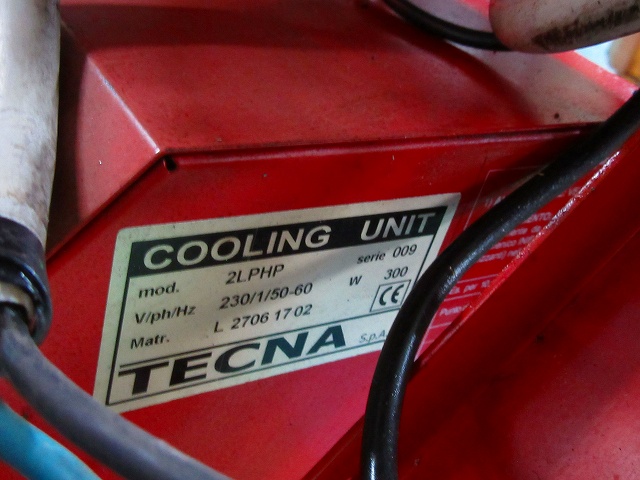 COOLING UNIT
mod. 2LPHP serie 009
V/ph/Hz 230/1/50-60 W 300
Matr. L 2706 17 02 CE
TECNA S.p.A.